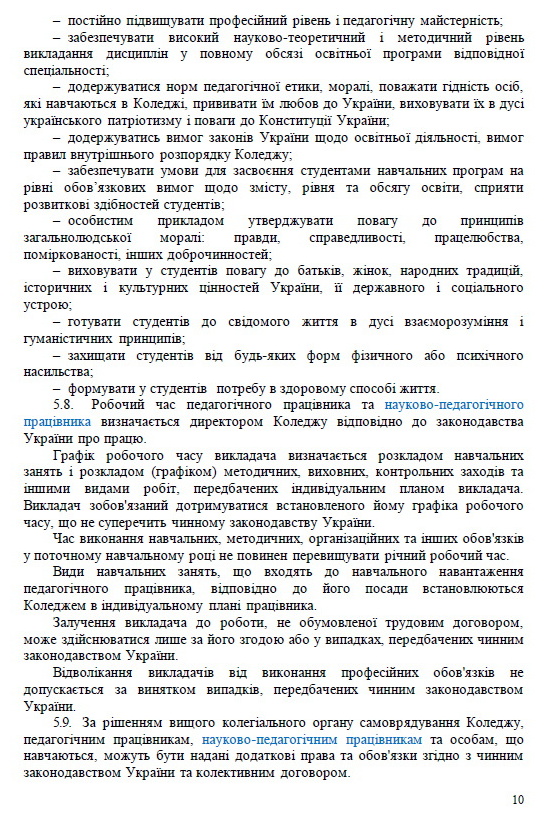 – постійно підвищувати професійний рівень і педагогічну майстерність;
– забезпечувати високий науково-теоретичний і методичний рівень
викладання дисциплін у повному обсязі освітньої програми відповідної
спеціальності;
– додержуватися норм педагогічної етики, моралі, поважати гідність осіб,
які навчаються в Коледжі, прививати їм любов до України, виховувати їх в дусі
українського патріотизму і поваги до Конституції України;
– додержуватись вимог законів України щодо освітньої діяльності, вимог
правил внутрішнього розпорядку Коледжу;
– забезпечувати умови для засвоєння студентами навчальних програм на
рівні обов’язкових вимог щодо змісту, рівня та обсягу освіти, сприяти
розвиткові здібностей студентів;
– особистим прикладом утверджувати повагу до принципів
загальнолюдської моралі: правди, справедливості, працелюбства,
поміркованості, інших доброчинностей;
– виховувати у студентів повагу до батьків, жінок, народних традицій,
історичних і культурних цінностей України, її державного і соціального
устрою;
– готувати студентів до свідомого життя в дусі взаєморозуміння і
гуманістичних принципів;
– захищати студентів від будь-яких форм фізичного або психічного
насильства;
– формувати у студентів потребу в здоровому способі життя.
5.8. Робочий час педагогічного працівника та науково-педагогічного
працівника визначається директором Коледжу відповідно до законодавства
України про працю.
Графік робочого часу викладача визначається розкладом навчальних
занять і розкладом (графіком) методичних, виховних, контрольних заходів та
іншими видами робіт, передбачених індивідуальним планом викладача.
Викладач зобов'язаний дотримуватися встановленого йому графіка робочого
часу, що не суперечить чинному законодавству України.
Час виконання навчальних, методичних, організаційних та інших обов'язків
у поточному навчальному році не повинен перевищувати річний робочий час.
Види навчальних занять, що входять до навчального навантаження
педагогічного працівника, відповідно до його посади встановлюються
Коледжем в індивідуальному плані працівника.
Залучення викладача до роботи, не обумовленої трудовим договором,
може здійснюватися лише за його згодою або у випадках, передбачених чинним
законодавством України.
Відволікання викладачів від виконання професійних обов'язків не
допускається за винятком випадків, передбачених чинним законодавством
України.
5.9. За рішенням вищого колегіального органу самоврядування Коледжу,
педагогічним працівникам, науково-педагогічним працівникам та особам, що
навчаються, можуть бути надані додаткові права та обов'язки згідно з чинним
законодавством України та колективним договором.
10